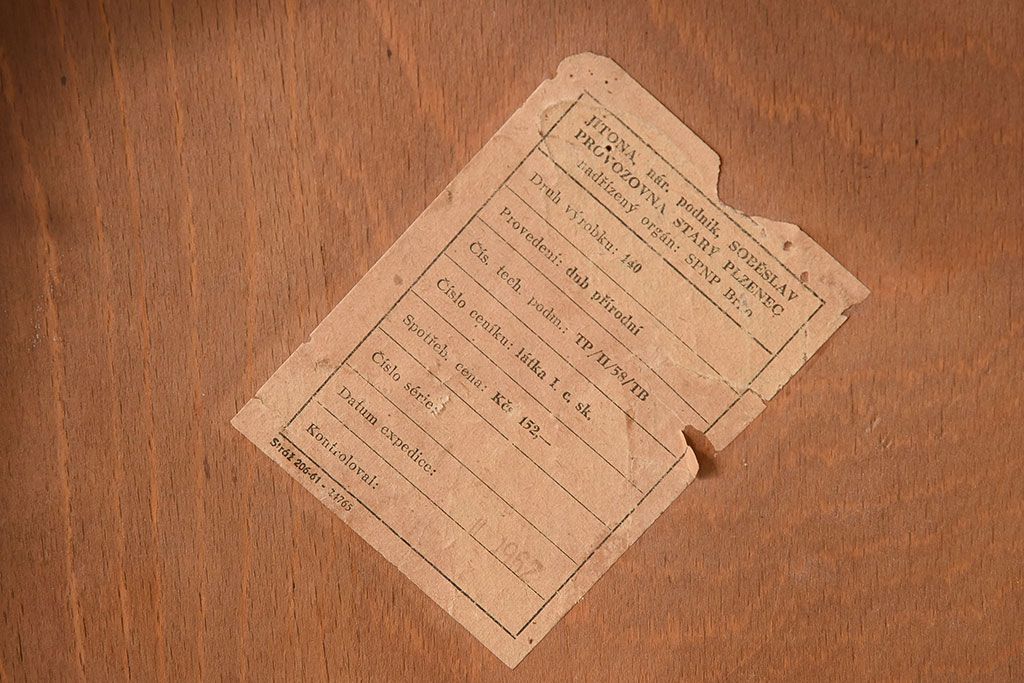 JITONA, nár. podnik, SOBĚSLAV
PROVOZOVNA STARÝ PLZENEC
nadřízený orgán: SPNP Brno
Druh výrobku: 140
Provedení: dub přírodní
Čís. tech. podm.: TP/II/58/TB
Číslo ceníku: látka I. c. sk.
Spotřeb. cena: Kčs 152,—
Číslo série:
Datum expedice:
Kontroloval:
Stráž 206-61 - 24765